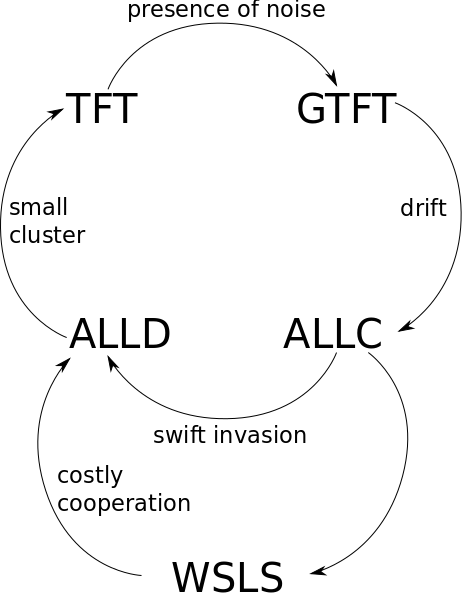 presence of noise
TFT
GTFT
small
cluster
drift
ALLD
ALLC
swift invasion
costly
cooperation
WSLS